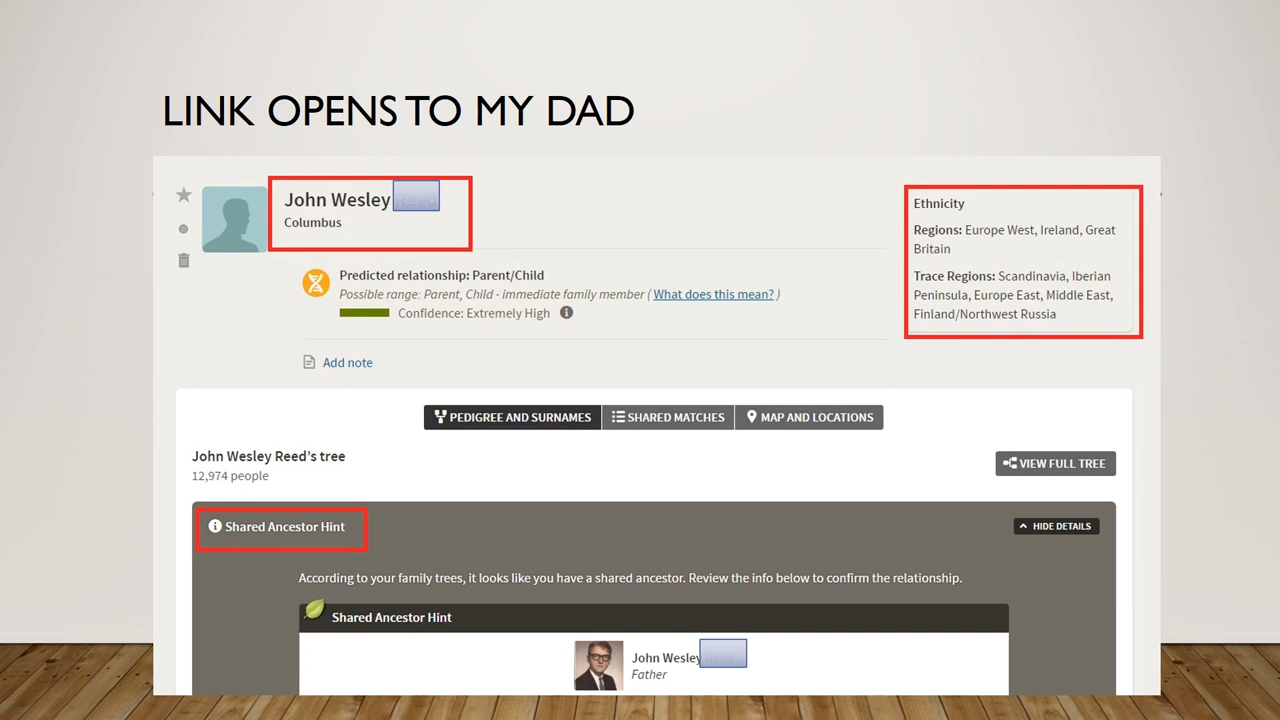 LINK OPENS TO MY DAD
John Wesley
Columbus
Predicted relationship: Parent/Child
Possible range: Parent, Child - immediate family member ( What does this mean? )
Confidence: Extremely High
Add note
Ethnicity
Regions: Europe West, Ireland, Great
Britain
Trace Regions: Scandinavia, Iberian
Peninsula, Europe East, Middle East,
Finland/Northwest Russia
PEDIGREE AND SURNAMES
SHARED MATCHES
MAP AND LOCATIONS
John Wesley Reed's tree
12,974 people
VIEW FULL TREE
Shared Ancestor Hint
HIDE DETAILS
According to your family trees, it looks like you have a shared ancestor. Review the info below to confirm the relationship.
Shared Ancestor Hint
John Wesley
Father